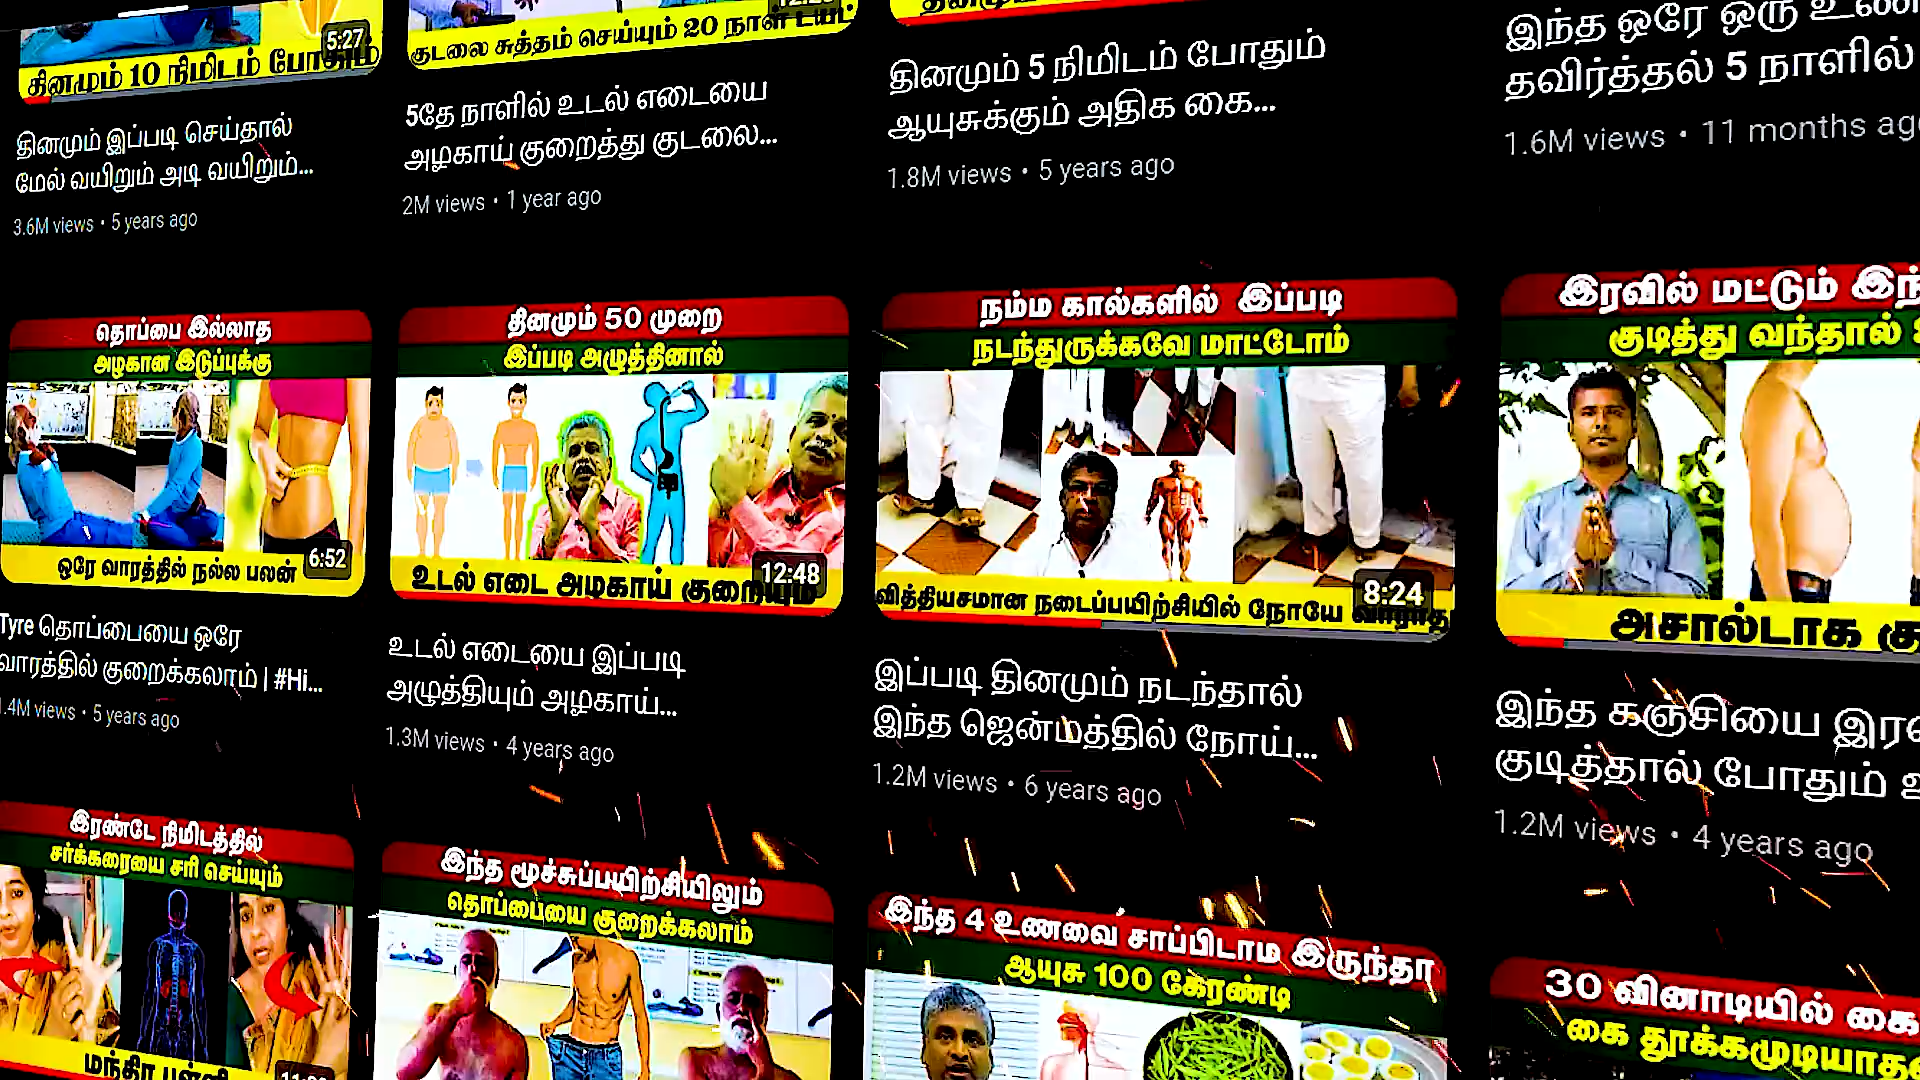 5:27
தினமும் 10 நிமிடம் போதும்
தினமும் இப்படி செய்தால்
மேல் வயிறும் அடி வயிறும்...
3.6M views • 5 years ago
குடலை சுத்தம் செய்யும் 20 நாள் டயட்
5தே நாளில் உடல் எடையை
அழகாய் குறைத்து குடலை...
2M views • 1 year ago
தினமும் 5 நிமிடம் போதும்
ஆயுசுக்கும் அதிக கை...
1.8M views • 5 years ago
இந்த ஒரே ஒரு
தவிர்த்தல் 5 நாளில்
1.6M views • 11 months
தொப்பை இல்லாத
அழகான இடுப்புக்கு
ஒரே வாரத்தில் நல்ல பலன்
6:52
Tyre தொப்பையை ஒரே
வாரத்தில் குறைக்கலாம் | #Hi...
.4M views • 5 years ago
தினமும் 50 முறை
இப்படி அழுத்தினால்
உடல் எடை அழகாய் குறையும்
12:48
உடல் எடையை இப்படி
அழுத்தியும் அழகாய்...
1.3M views • 4 years ago
நம்ம கால்களில் இப்படி
நடந்துருக்கவே மாட்டோம்
வித்தியசமான நடைப்பயிற்சியில் நோயே வாராது
8:24
இப்படி தினமும் நடந்தால்
இந்த ஜென்மத்தில் நோய்...
1.2M views • 6 years ago
இரவில் மட்டும்
குடித்து வந்தால்
அசால்டாக
இந்த கஞ்சியை
குடித்தால் போதும்
1.2M views • 4 years ago
இரண்டே நிமிடத்தில்
சர்க்கரையை சரி செய்யும்
இந்த மூச்சுப்பயிற்சியிலும்
தொப்பையை குறைக்கலாம்
இந்த 4 உணவை சாப்பிடாம இருந்தா
ஆயுசு 100 கேரண்டி
30 வினாடியில் கை
கை தூக்கமுடியாத